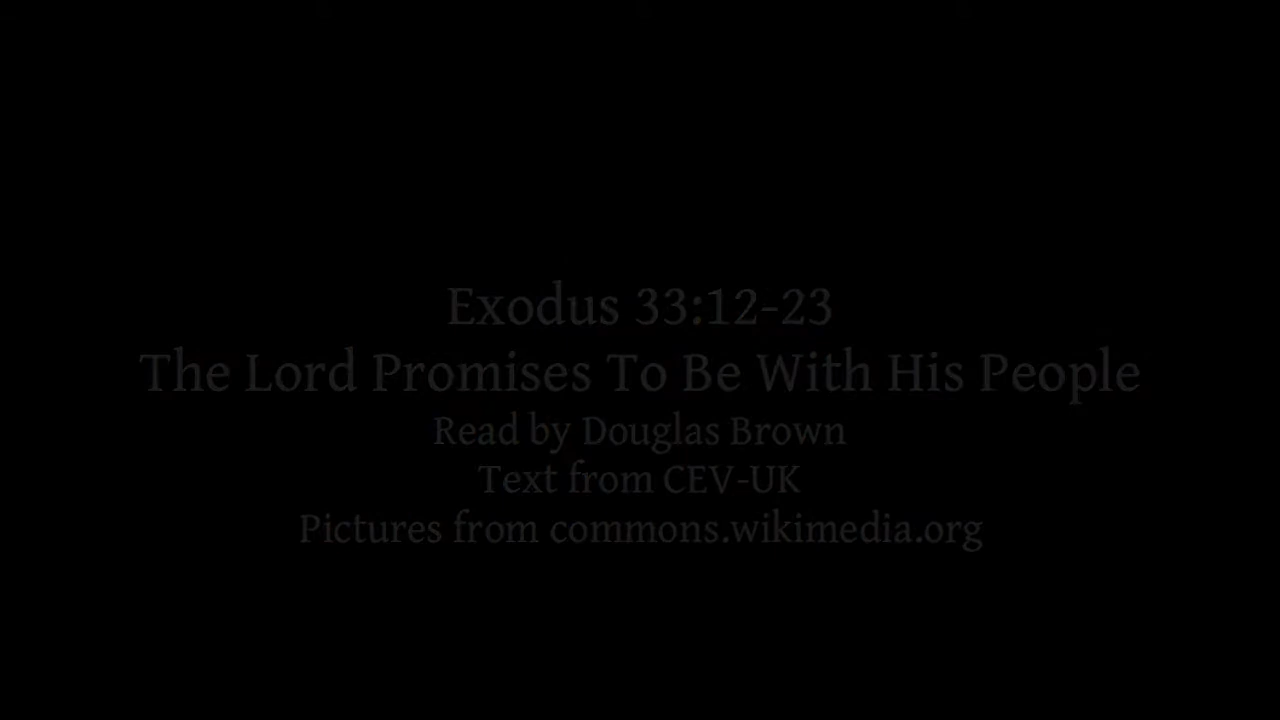 Exodus 33:12-23
The Lord Promises To Be With His People
Read by Douglas Brown
Text from CEV-UK
Pictures from commons.wikimedia.org